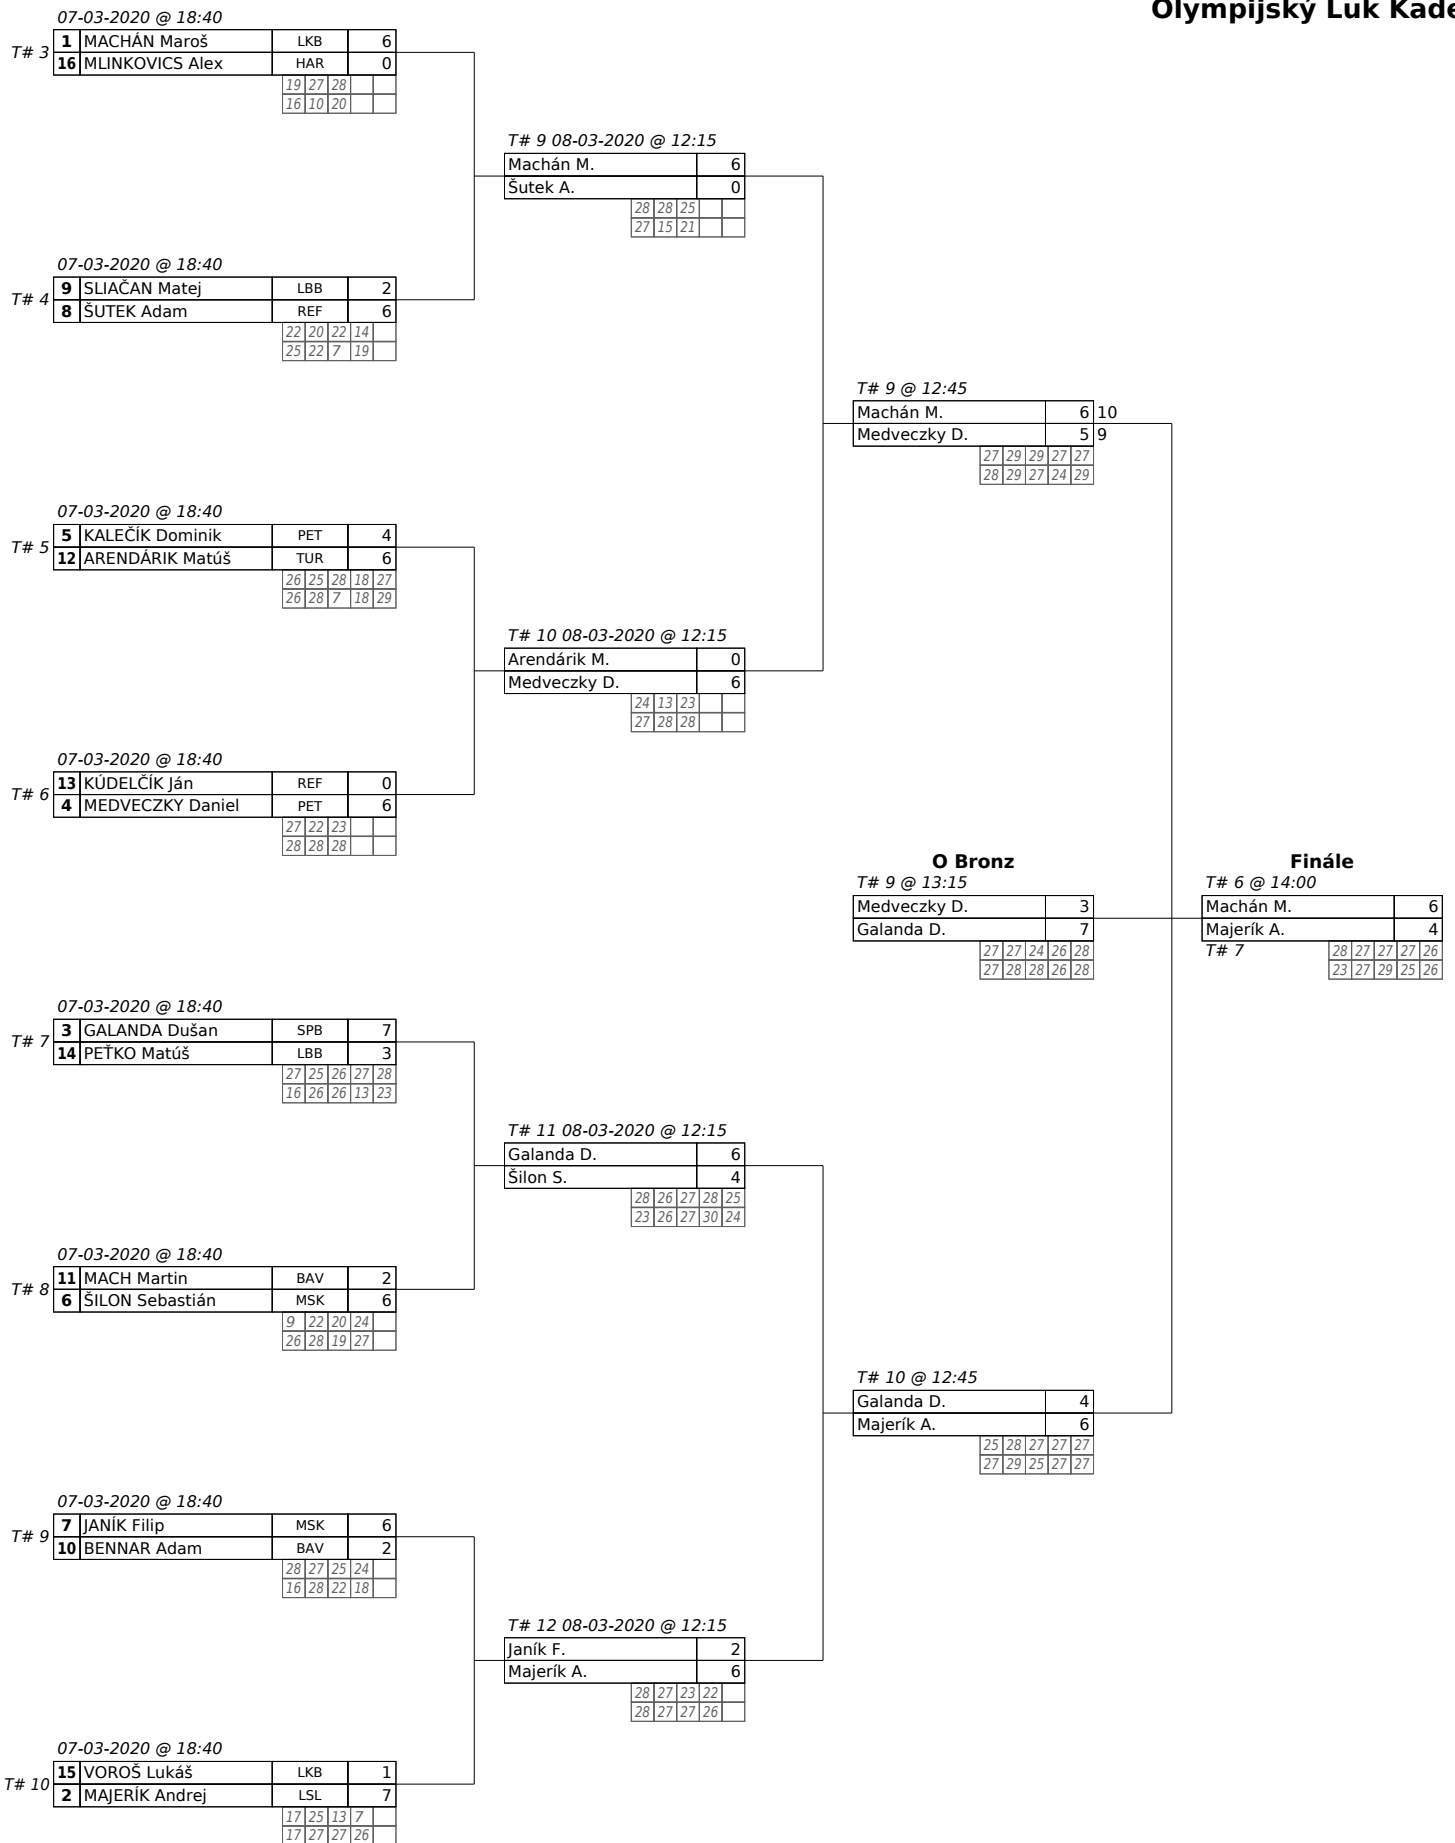 Olympijský Luk Kade
07-03-2020 @ 18:40
T# 3
1 MACHÁN Maroš LKB 6
16 MLINKOVICS Alex HAR 0
19 27 28
16 10 20
T# 9 08-03-2020 @ 12:15
Machán M. 6
Šutek A. 0
28 28 25
27 15 21
07-03-2020 @ 18:40
T# 4
9 SLIAČAN Matej LBB 2
8 ŠUTEK Adam REF 6
22 20 22 14
25 22 7 19
T# 9 @ 12:45
Machán M. 6 10
Medveczky D. 5 9
27 29 29 27 27
28 29 27 24 29
07-03-2020 @ 18:40
T# 5
5 KALEČÍK Dominik PET 4
12 ARENDÁRIK Matúš TUR 6
26 25 28 18 27
26 28 7 18 29
T# 10 08-03-2020 @ 12:15
Arendárik M. 0
Medveczky D. 6
24 13 23
27 28 28
07-03-2020 @ 18:40
T# 6
13 KÚDELČÍK Ján REF 0
4 MEDVECZKY Daniel PET 6
27 22 23
28 28 28
O Bronz
T# 9 @ 13:15
Medveczky D. 3
Galanda D. 7
27 27 24 26 28
27 28 28 26 28
Finále
T# 6 @ 14:00
Machán M. 6
Majerík A. 4
T# 7
28 27 27 27 26
23 27 29 25 26
07-03-2020 @ 18:40
T# 7
3 GALANDA Dušan SPB 7
14 PEŤKO Matúš LBB 3
27 25 26 27 28
16 26 26 13 23
T# 11 08-03-2020 @ 12:15
Galanda D. 6
Šilon S. 4
28 26 27 28 25
23 26 27 30 24
07-03-2020 @ 18:40
T# 8
11 MACH Martin BAV 2
6 ŠILON Sebastián MSK 6
9 22 20 24
26 28 19 27
T# 10 @ 12:45
Galanda D. 4
Majerík A. 6
25 28 27 27 27
27 29 25 27 27
07-03-2020 @ 18:40
T# 9
7 JANÍK Filip MSK 6
10 BENNAR Adam BAV 2
28 27 25 24
16 28 22 18
T# 12 08-03-2020 @ 12:15
Janík F. 2
Majerík A. 6
28 27 23 22
28 27 27 26
07-03-2020 @ 18:40
T# 10
15 VOROŠ Lukáš LKB 1
2 MAJERÍK Andrej LSL 7
17 25 13 7
17 27 27 26